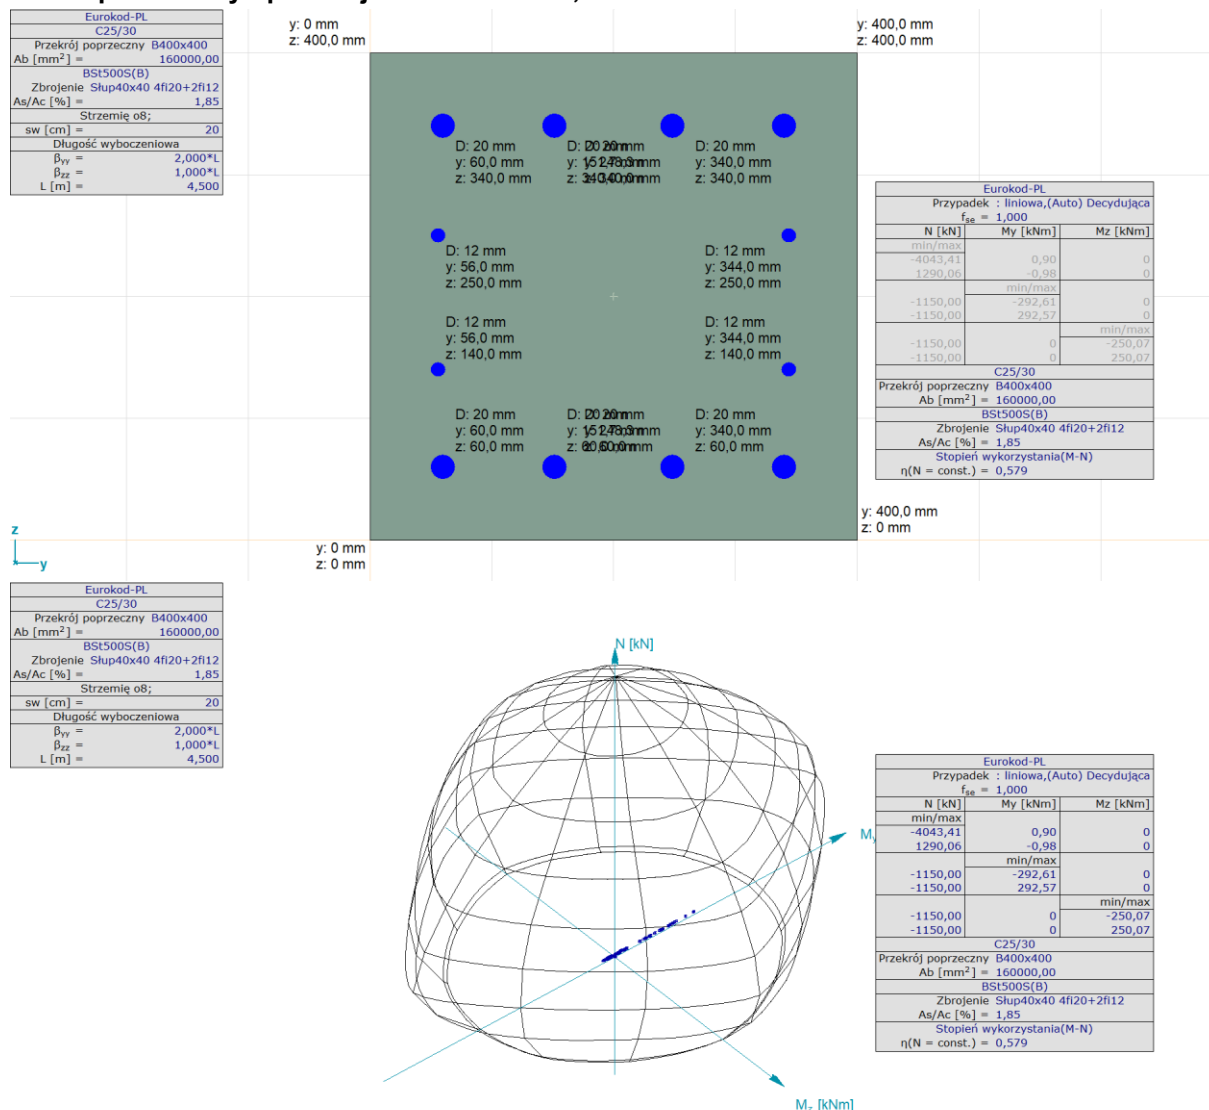 Eurokod-PL
C25/30
Przekrój poprzeczny B400x400
Ab [mm²] = 160000,00
BSt500S(B)
Zbrojenie Słup40x40 4fi20+2fi12
As/Ac [%] = 1,85
Strzemię o8;
sw [cm] = 20
Długość wyboczeniowa
βyy = 2,000*L
βzz = 1,000*L
L [m] = 4,500
y: 0 mm
z: 400,0 mm
y: 400,0 mm
z: 400,0 mm
D: 20 mm
y: 60,0 mm
z: 340,0 mm
D: 20 mm
y: 340,0 mm
z: 340,0 mm
D: 12 mm
y: 56,0 mm
z: 250,0 mm
D: 12 mm
y: 344,0 mm
z: 250,0 mm
D: 12 mm
y: 56,0 mm
z: 140,0 mm
D: 12 mm
y: 344,0 mm
z: 140,0 mm
D: 20 mm
y: 60,0 mm
z: 60,0 mm
D: 20 mm
y: 340,0 mm
z: 60,0 mm
y: 400,0 mm
z: 0 mm
y: 0 mm
z: 0 mm
z
y
Eurokod-PL
Przypadek : liniowa,(Auto) Decydująca
fse = 1,000
N [kN] My [kNm] Mz [kNm]
min/max
-4043,41 0,90 0
1290,06 -0,98 0
min/max
-1150,00 -292,61 0
-1150,00 292,57 0
min/max
-1150,00 0 -250,07
-1150,00 0 250,07
C25/30
Przekrój poprzeczny B400x400
Ab [mm²] = 160000,00
BSt500S(B)
Zbrojenie Słup40x40 4fi20+2fi12
As/Ac [%] = 1,85
Stopień wykorzystania(M-N)
η(N = const.) = 0,579
Eurokod-PL
C25/30
Przekrój poprzeczny B400x400
Ab [mm²] = 160000,00
BSt500S(B)
Zbrojenie Słup40x40 4fi20+2fi12
As/Ac [%] = 1,85
Strzemię o8;
sw [cm] = 20
Długość wyboczeniowa
βyy = 2,000*L
βzz = 1,000*L
L [m] = 4,500
N [kN]
My
Mz [kNm]
Eurokod-PL
Przypadek : liniowa,(Auto) Decydująca
fse = 1,000
N [kN] My [kNm] Mz [kNm]
min/max
-4043,41 0,90 0
1290,06 -0,98 0
min/max
-1150,00 -292,61 0
-1150,00 292,57 0
min/max
-1150,00 0 -250,07
-1150,00 0 250,07
C25/30
Przekrój poprzeczny B400x400
Ab [mm²] = 160000,00
BSt500S(B)
Zbrojenie Słup40x40 4fi20+2fi12
As/Ac [%] = 1,85
Stopień wykorzystania(M-N)
η(N = const.) = 0,579